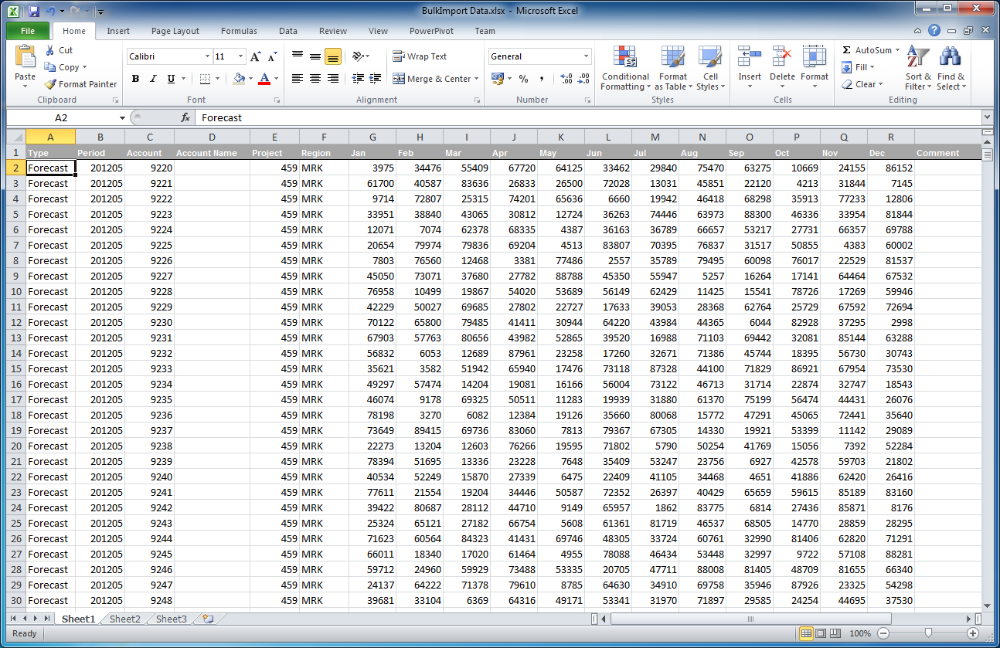 BulkImport Data.xlsx - Microsoft Excel
File Home Insert Page Layout Formulas Data Review View PowerPivot Team
Paste Cut Copy Format Painter Clipboard
Calibri 11 B I U Font
Wrap Text Merge & Center Alignment
General % , Number
Conditional Formatting Format as Table Cell Styles Styles
Insert Delete Format Cells
Σ AutoSum Fill Clear Sort & Filter Find & Select Editing
A2 fx Forecast
A B C D E F G H I J K L M N O P Q R
1 Type Period Account Account Name Project Region Jan Feb Mar Apr May Jun Jul Aug Sep Oct Nov Dec Comment
2 Forecast 201205 9220 459 MRK 3975 34476 55409 67720 64125 33462 29840 75470 63275 10669 24155 86152
3 Forecast 201205 9221 459 MRK 61700 40587 83636 26833 26500 72028 13031 45851 22120 4213 31844 7145
4 Forecast 201205 9222 459 MRK 9714 72807 25315 74201 65636 6660 19942 46418 68298 35913 77233 12806
5 Forecast 201205 9223 459 MRK 33951 38840 43065 30812 12724 36263 74446 63973 88300 46336 33954 81844
6 Forecast 201205 9224 459 MRK 12071 7074 62378 68335 4387 36163 36789 66657 53217 27731 66357 69788
7 Forecast 201205 9225 459 MRK 20654 79974 79836 69204 4513 83807 70395 76837 31517 50855 4383 60002
8 Forecast 201205 9226 459 MRK 7803 76560 12468 3381 77486 2557 35789 79495 60098 76017 22529 81537
9 Forecast 201205 9227 459 MRK 45050 73071 37680 27782 88788 45350 55947 5257 16264 17141 64464 67532
10 Forecast 201205 9228 459 MRK 76958 10499 19867 54020 53689 56149 62429 11425 15541 78726 17269 59946
11 Forecast 201205 9229 459 MRK 42229 50027 69685 27802 22727 17633 39053 28368 62764 25729 67592 72694
12 Forecast 201205 9230 459 MRK 70122 65800 79485 41411 30944 64220 43984 44365 6044 82928 37295 2998
13 Forecast 201205 9231 459 MRK 67903 57763 80656 43982 52865 39520 16988 71103 69442 32081 85144 63288
14 Forecast 201205 9232 459 MRK 56832 6053 12689 87961 23258 17260 32671 71386 45744 18395 56730 30743
15 Forecast 201205 9233 459 MRK 35621 3582 51942 65940 17476 73118 87328 44100 71829 86921 67954 73530
16 Forecast 201205 9234 459 MRK 49297 57474 14204 19081 16166 56004 73122 46713 31714 22874 32747 18543
17 Forecast 201205 9235 459 MRK 46074 9178 69325 50511 11283 19939 31880 61370 75199 56474 44431 26076
18 Forecast 201205 9236 459 MRK 78198 3270 6082 12384 19126 35660 80068 15772 47291 45065 72441 35640
19 Forecast 201205 9237 459 MRK 73649 89415 69736 83060 7813 79367 67305 14330 19921 53399 11142 29089
20 Forecast 201205 9238 459 MRK 22273 13204 12603 76266 19595 71802 5790 50254 41769 15056 7392 52284
21 Forecast 201205 9239 459 MRK 78394 51695 13336 23228 7648 35409 53247 23756 6927 42578 59703 21802
22 Forecast 201205 9240 459 MRK 40534 52249 15870 27339 6475 22409 41105 34468 4651 41886 62420 26416
23 Forecast 201205 9241 459 MRK 77611 21554 19204 34446 50587 72352 26397 40429 65659 59615 85189 83160
24 Forecast 201205 9242 459 MRK 39422 80687 28112 44710 9149 65957 1862 83775 6814 27436 85871 8176
25 Forecast 201205 9243 459 MRK 25324 65121 27182 66754 5608 61361 81719 46537 68505 14770 28859 28295
26 Forecast 201205 9244 459 MRK 71623 60564 84323 41431 69746 48305 33724 60761 32990 81406 62820 71291
27 Forecast 201205 9245 459 MRK 66011 18340 17020 61464 4955 78088 46434 53448 32997 9722 57108 88281
28 Forecast 201205 9246 459 MRK 59712 24960 59929 73488 53335 20705 47711 88008 81405 48709 81655 66340
29 Forecast 201205 9247 459 MRK 24137 64222 71378 79610 8785 64630 34910 69758 35946 87926 23325 54298
30 Forecast 201205 9248 459 MRK 39681 33104 6369 64316 49171 53341 31970 71897 29585 24254 44695 37530
Sheet1 Sheet2 Sheet3
Ready 100%